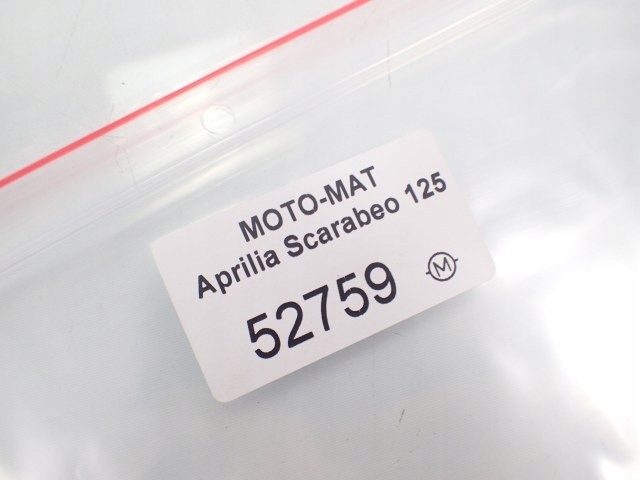 MOTO-MAT
Aprilia Scarabeo 125
52759
M